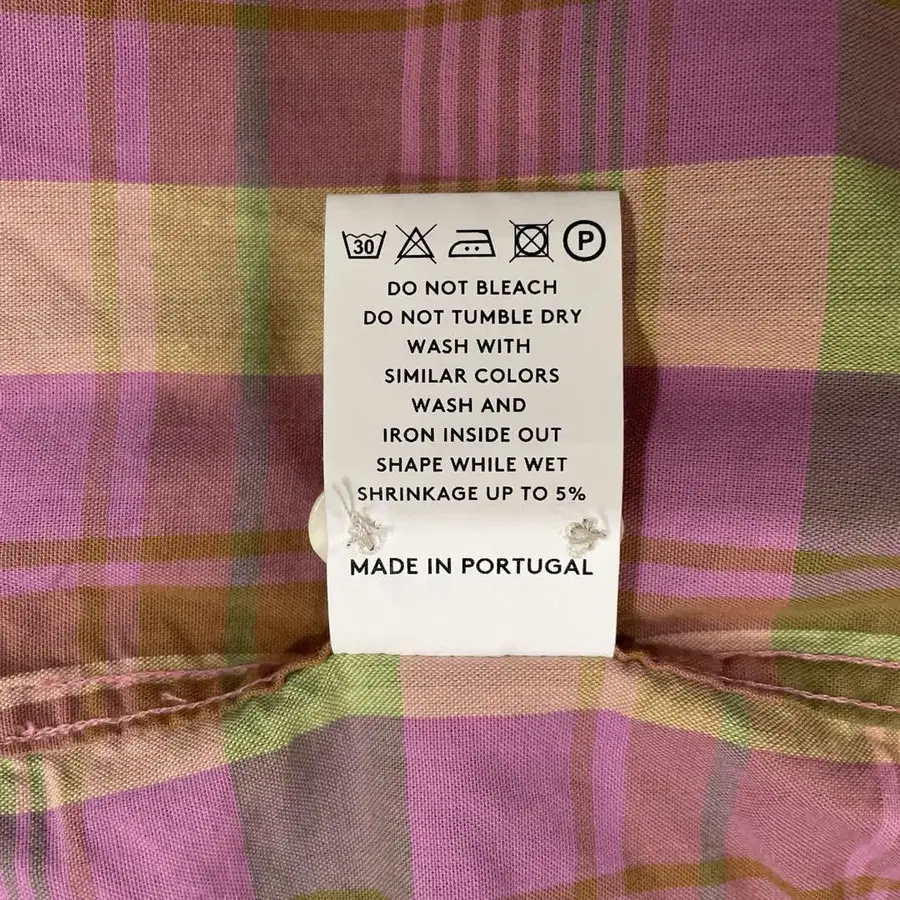 30 P
DO NOT BLEACH
DO NOT TUMBLE DRY
WASH WITH
SIMILAR COLORS
WASH AND
IRON INSIDE OUT
SHAPE WHILE WET
SHRINKAGE UP TO 5%
MADE IN PORTUGAL